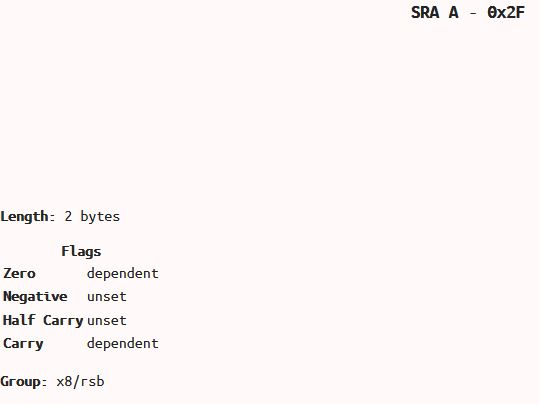 SRA A - 0x2F
Length: 2 bytes
Flags
Zero dependent
Negative unset
Half Carry unset
Carry dependent
Group: x8/rsb